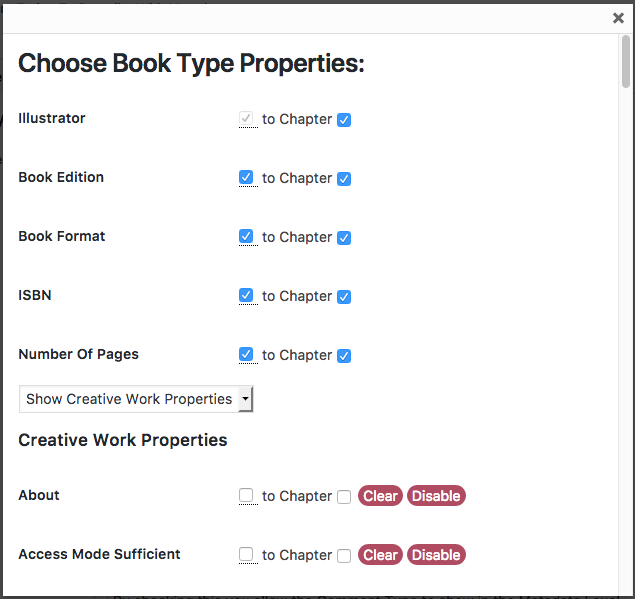 Choose Book Type Properties:
Illustrator to Chapter
Book Edition to Chapter
Book Format to Chapter
ISBN to Chapter
Number Of Pages to Chapter
Show Creative Work Properties
Creative Work Properties
About to Chapter Clear Disable
Access Mode Sufficient to Chapter Clear Disable